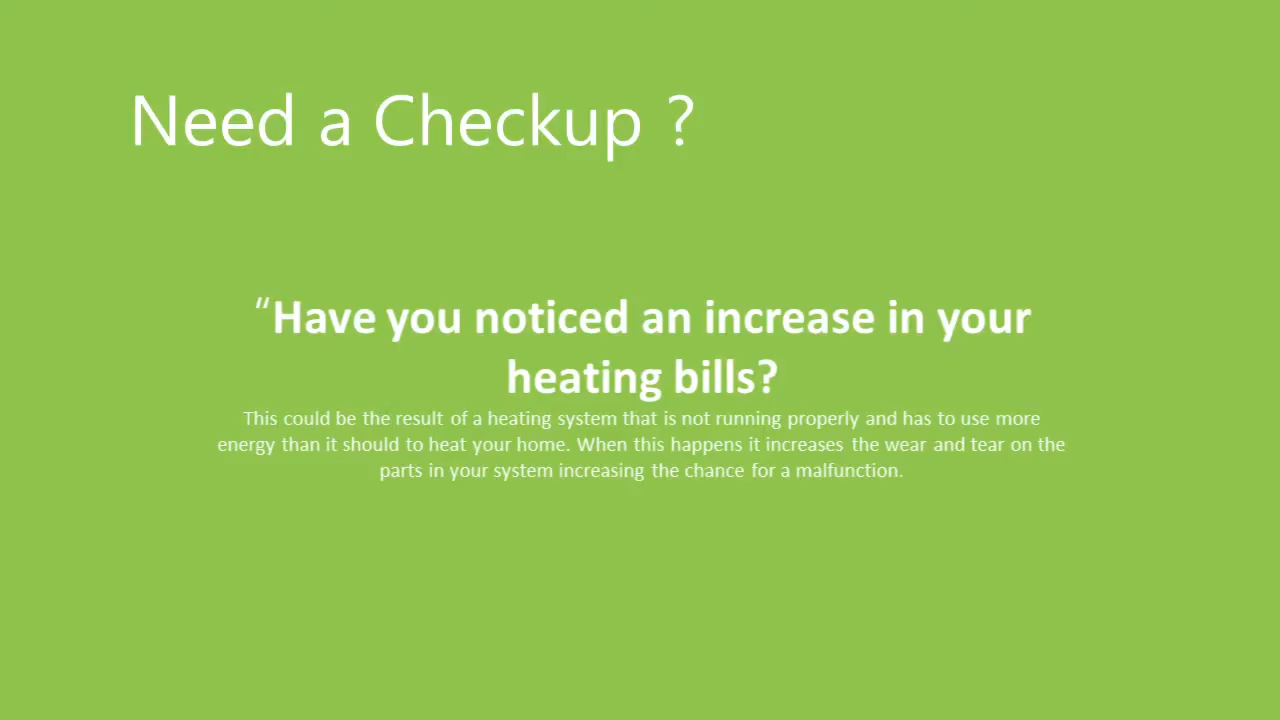 Need a Checkup ?
“Have you noticed an increase in your
heating bills?
This could be the result of a heating system that is not running properly and has to use more
energy than it should to heat your home. When this happens it increases the wear and tear on the
parts in your system increasing the chance for a malfunction.